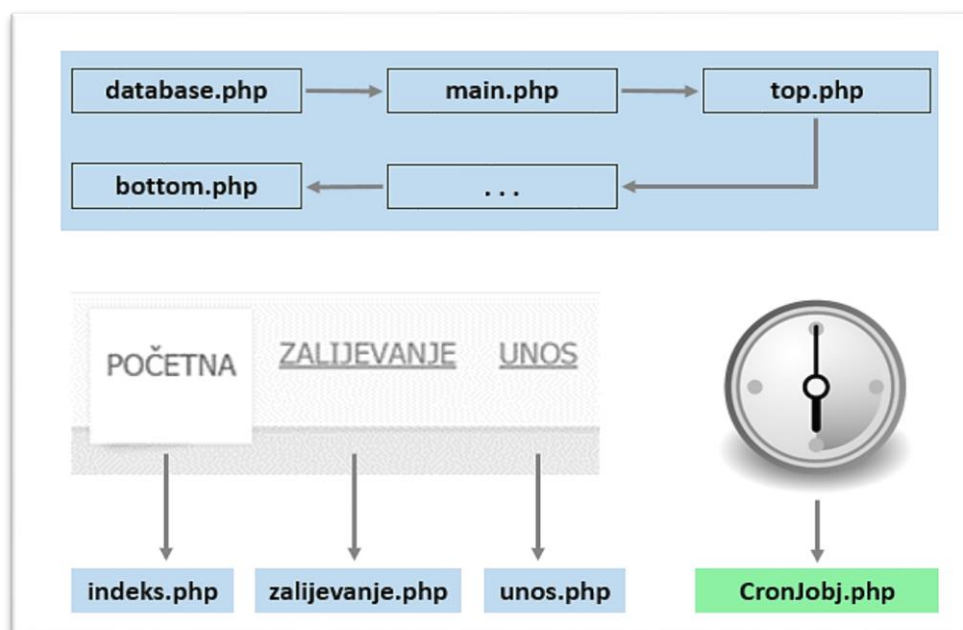 database.php main.php top.php
bottom.php . . .
POČETNA ZALIJEVANJE UNOS
indeks.php zalijevanje.php unos.php CronJobj.php